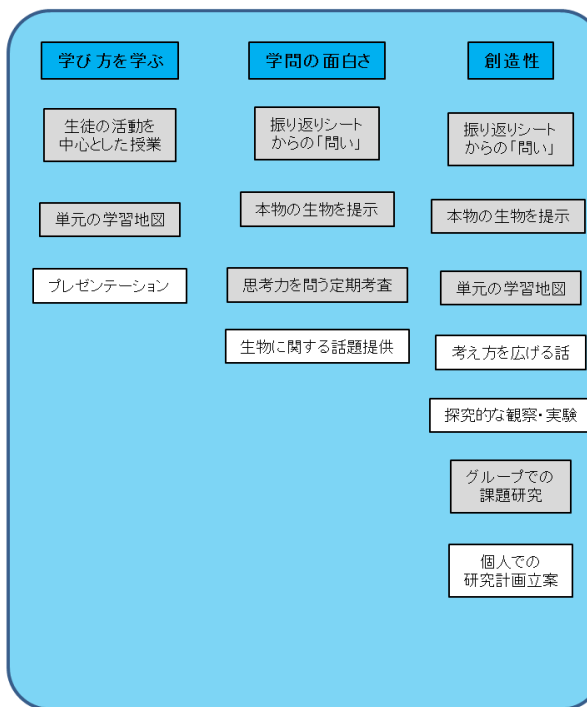 学び方を学ぶ
生徒の活動を
中心とした授業
単元の学習地図
プレゼンテーション
学問の面白さ
振り返りシート
からの「問い」
本物の生物を提示
思考力を問う定期考査
生物に関する話題提供
創造性
振り返りシート
からの「問い」
本物の生物を提示
単元の学習地図
考え方を広げる話
探究的な観察・実験
グループでの
課題研究
個人での
研究計画立案